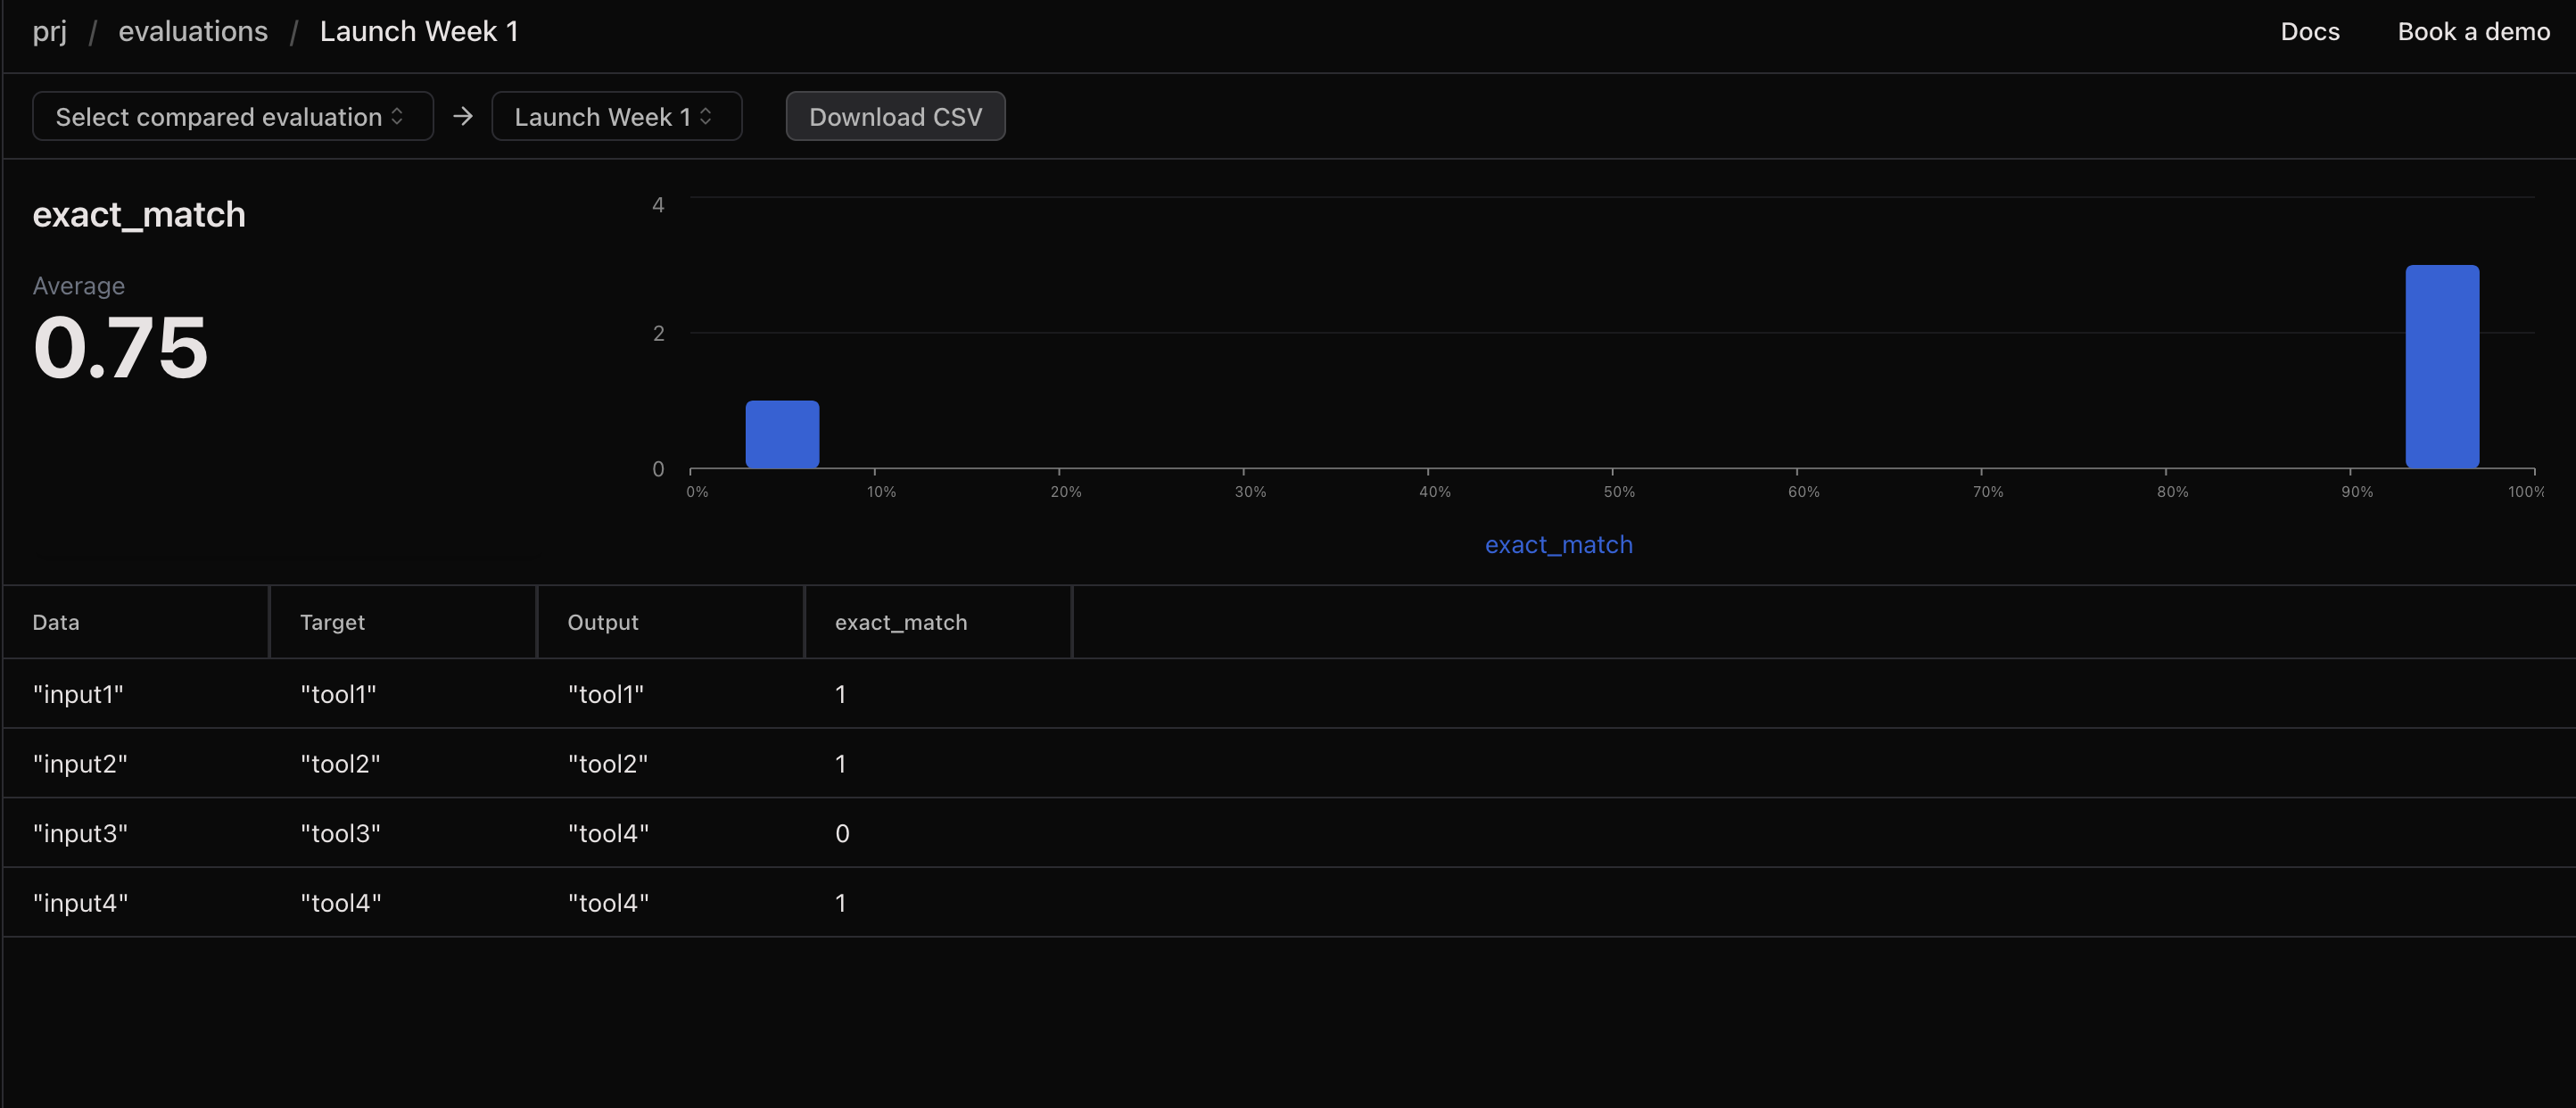 prj / evaluations / Launch Week 1
Docs
Book a demo
Select compared evaluation
→
Launch Week 1
Download CSV
exact_match
Average
0.75
4
2
0
0% 10% 20% 30% 40% 50% 60% 70% 80% 90% 100%
exact_match
Data Target Output exact_match
"input1" "tool1" "tool1" 1
"input2" "tool2" "tool2" 1
"input3" "tool3" "tool4" 0
"input4" "tool4" "tool4" 1